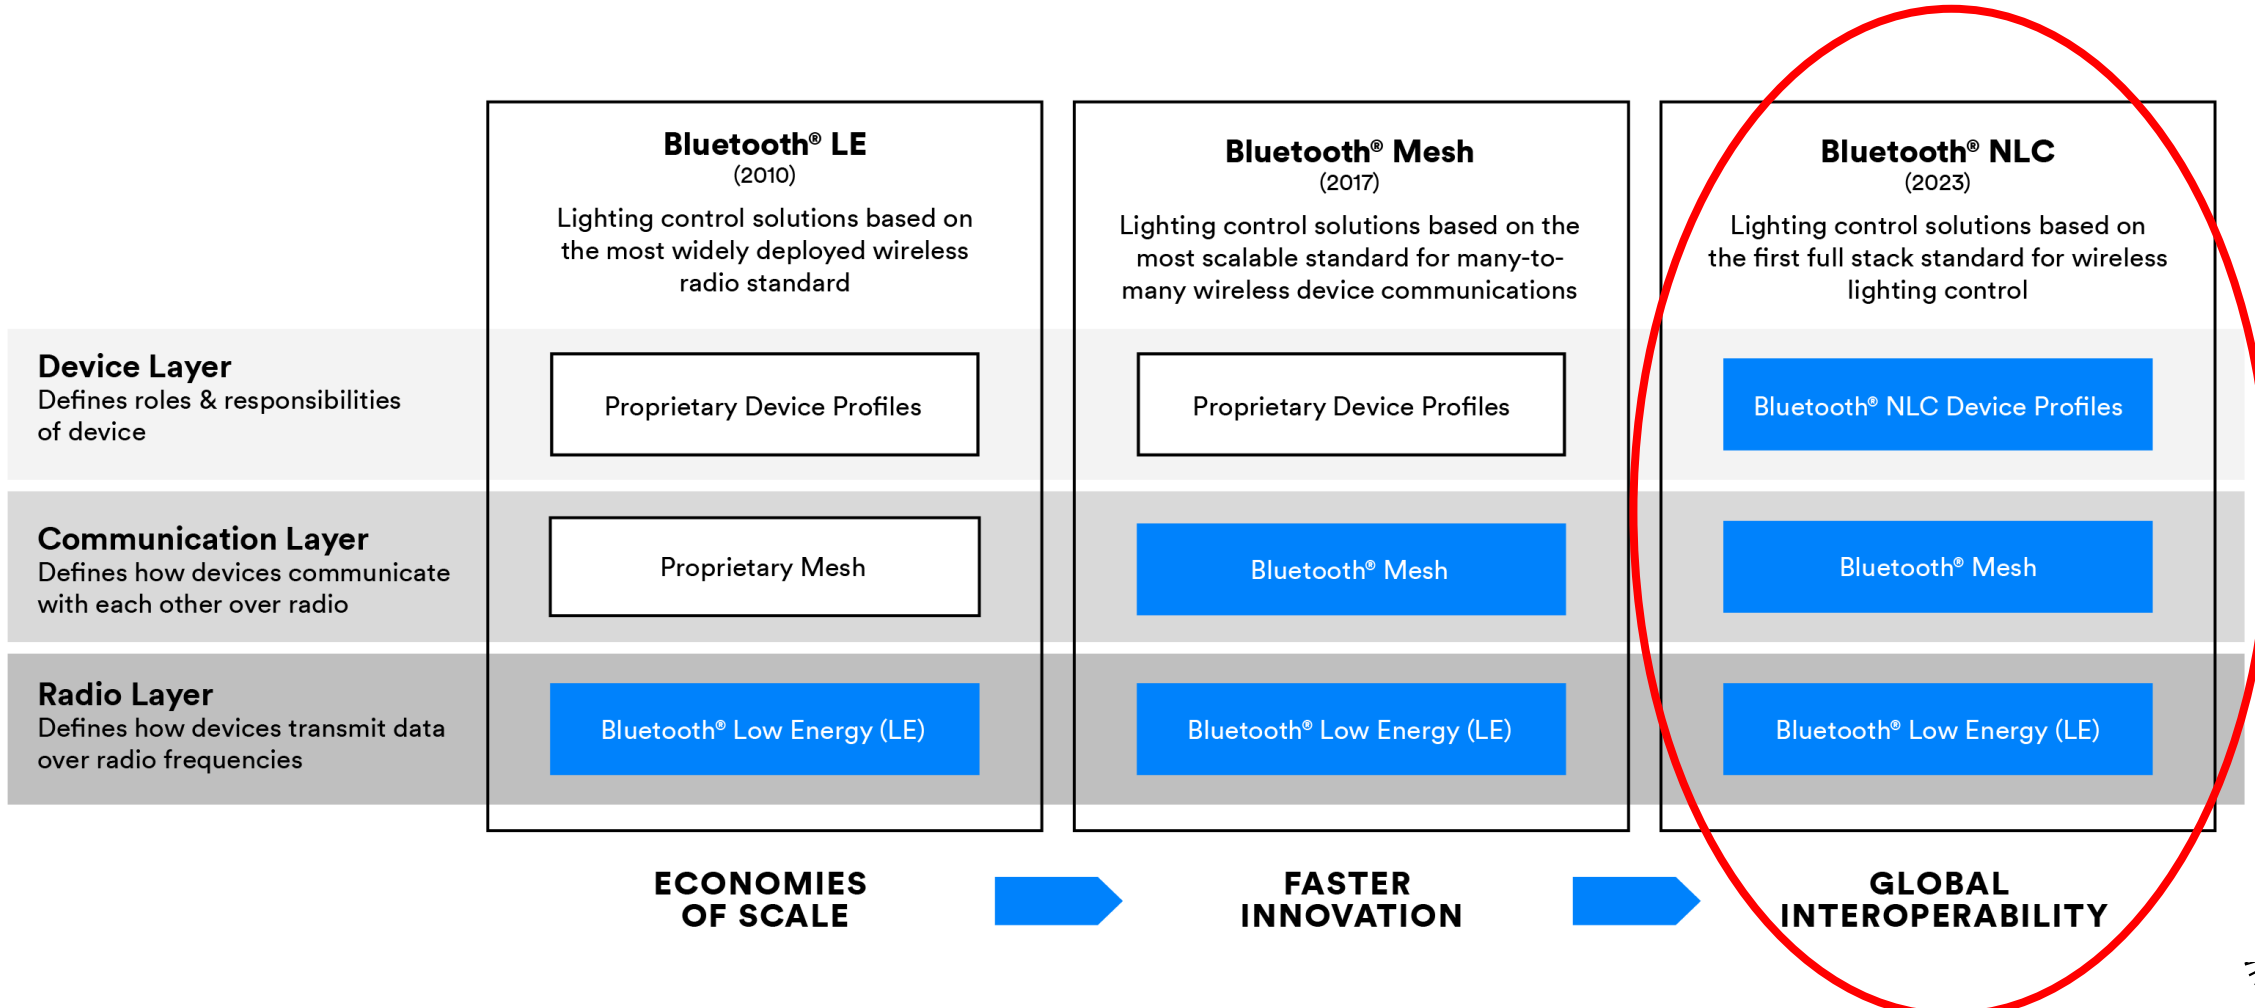 Bluetooth® LE
(2010)
Lighting control solutions based on
the most widely deployed wireless
radio standard
Bluetooth® Mesh
(2017)
Lighting control solutions based on the
most scalable standard for many-to-
many wireless device communications
Bluetooth® NLC
(2023)
Lighting control solutions based on
the first full stack standard for wireless
lighting control
Device Layer
Defines roles & responsibilities
of device
Proprietary Device Profiles
Proprietary Device Profiles
Bluetooth® NLC Device Profiles
Communication Layer
Defines how devices communicate
with each other over radio
Proprietary Mesh
Bluetooth® Mesh
Bluetooth® Mesh
Radio Layer
Defines how devices transmit data
over radio frequencies
Bluetooth® Low Energy (LE)
Bluetooth® Low Energy (LE)
Bluetooth® Low Energy (LE)
ECONOMIES
OF SCALE
FASTER
INNOVATION
GLOBAL
INTEROPERABILITY